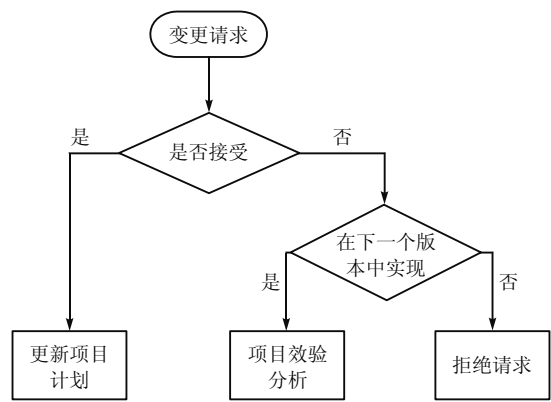 变更请求
是
是否接受
否
在下一个版
本中实现
是
否
更新项目
计划
项目效验
分析
拒绝请求